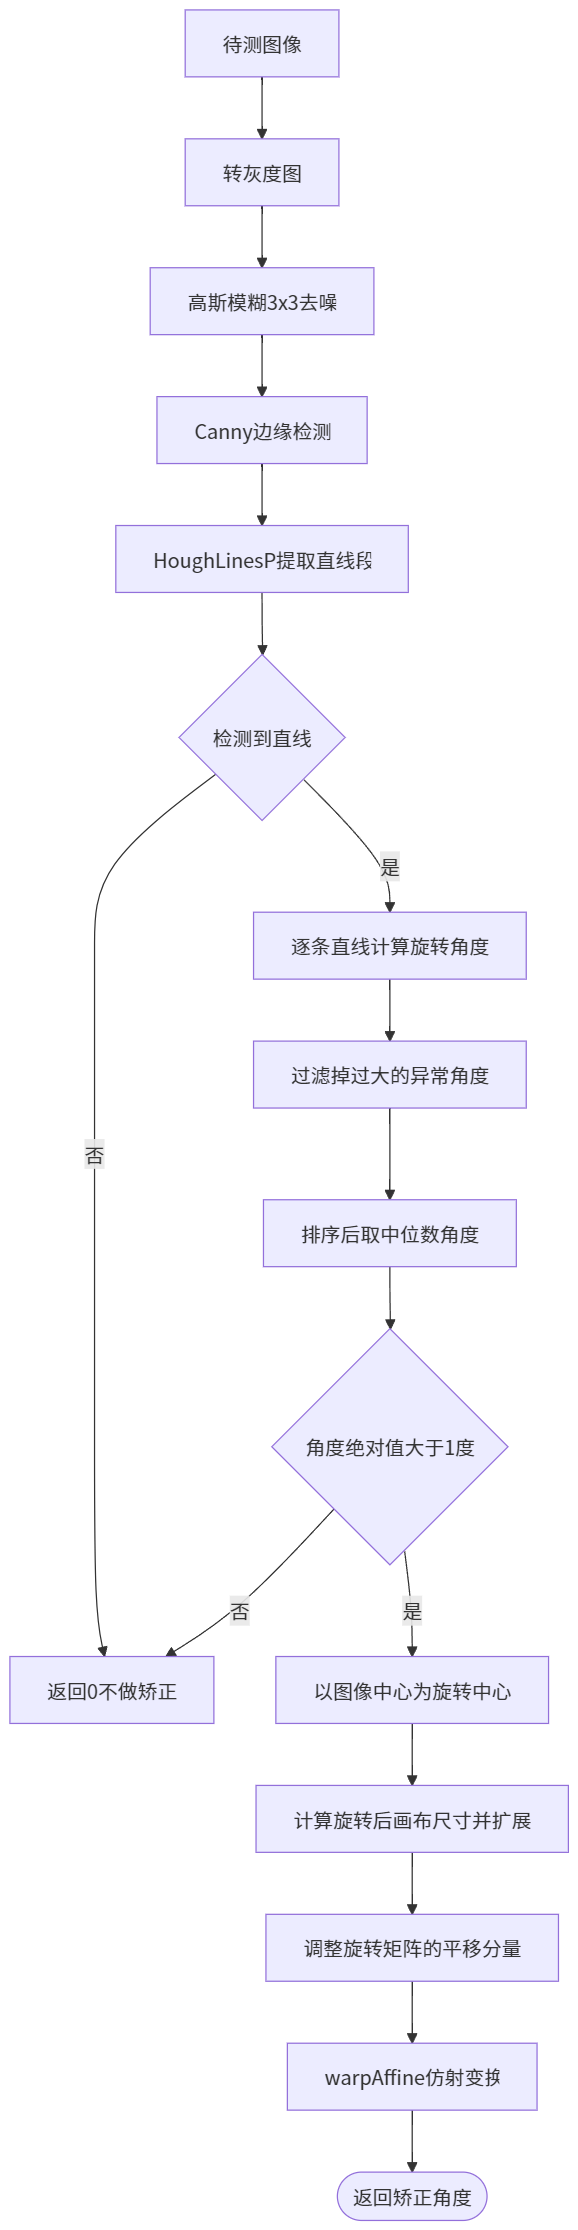 待测图像
转灰度图
高斯模糊3x3去噪
Canny边缘检测
HoughLinesP提取直线段
检测到直线
是
逐条直线计算旋转角度
过滤掉过大的异常角度
否
排序后取中位数角度
角度绝对值大于1度
否
是
返回0不做矫正
以图像中心为旋转中心
计算旋转后画布尺寸并扩展
调整旋转矩阵的平移分量
warpAffine仿射变换
返回矫正角度